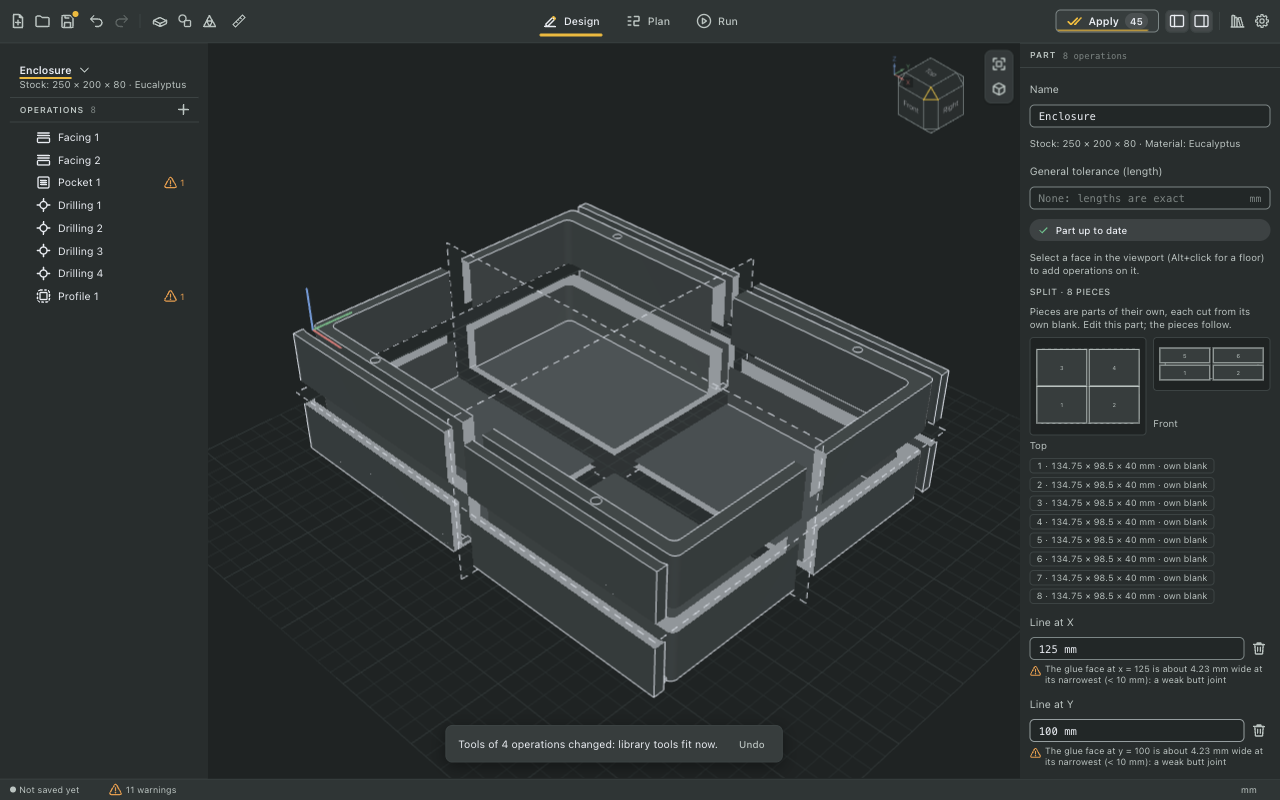 Design
Plan
Run
Apply 45
Enclosure
Stock: 250 × 200 × 80 · Eucalyptus
OPERATIONS 8
Facing 1
Facing 2
Pocket 1
1
Drilling 1
Drilling 2
Drilling 3
Drilling 4
Profile 1
1
Top
Front
Right
Tools of 4 operations changed: library tools fit now. Undo
PART 8 operations
Name
Enclosure
Stock: 250 × 200 × 80 · Material: Eucalyptus
General tolerance (length)
None: lengths are exact mm
Part up to date
Select a face in the viewport (Alt+click for a floor)
to add operations on it.
SPLIT · 8 PIECES
Pieces are parts of their own, each cut from its
own blank. Edit this part; the pieces follow.
3 4
1 2
5 6
1 2
Front
Top
1 · 134.75 × 98.5 × 40 mm · own blank
2 · 134.75 × 98.5 × 40 mm · own blank
3 · 134.75 × 98.5 × 40 mm · own blank
4 · 134.75 × 98.5 × 40 mm · own blank
5 · 134.75 × 98.5 × 40 mm · own blank
6 · 134.75 × 98.5 × 40 mm · own blank
7 · 134.75 × 98.5 × 40 mm · own blank
8 · 134.75 × 98.5 × 40 mm · own blank
Line at X
125 mm
The glue face at x = 125 is about 4.23 mm wide at
its narrowest (< 10 mm): a weak butt joint
Line at Y
100 mm
The glue face at y = 100 is about 4.23 mm wide at
its narrowest (< 10 mm): a weak butt joint
Not saved yet
11 warnings
mm